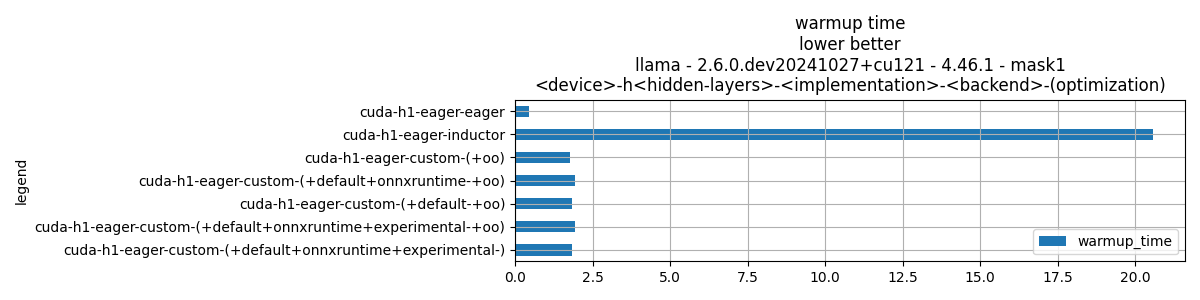 warmup time
lower better
llama - 2.6.0.dev20241027+cu121 - 4.46.1 - mask1
<device>-h<hidden-layers>-<implementation>-<backend>-(optimization)
legend
cuda-h1-eager-eager
cuda-h1-eager-inductor
cuda-h1-eager-custom-(+oo)
cuda-h1-eager-custom-(+default+onnxruntime-+oo)
cuda-h1-eager-custom-(+default-+oo)
cuda-h1-eager-custom-(+default+onnxruntime+experimental-+oo)
cuda-h1-eager-custom-(+default+onnxruntime+experimental-)
warmup_time
0.0 2.5 5.0 7.5 10.0 12.5 15.0 17.5 20.0